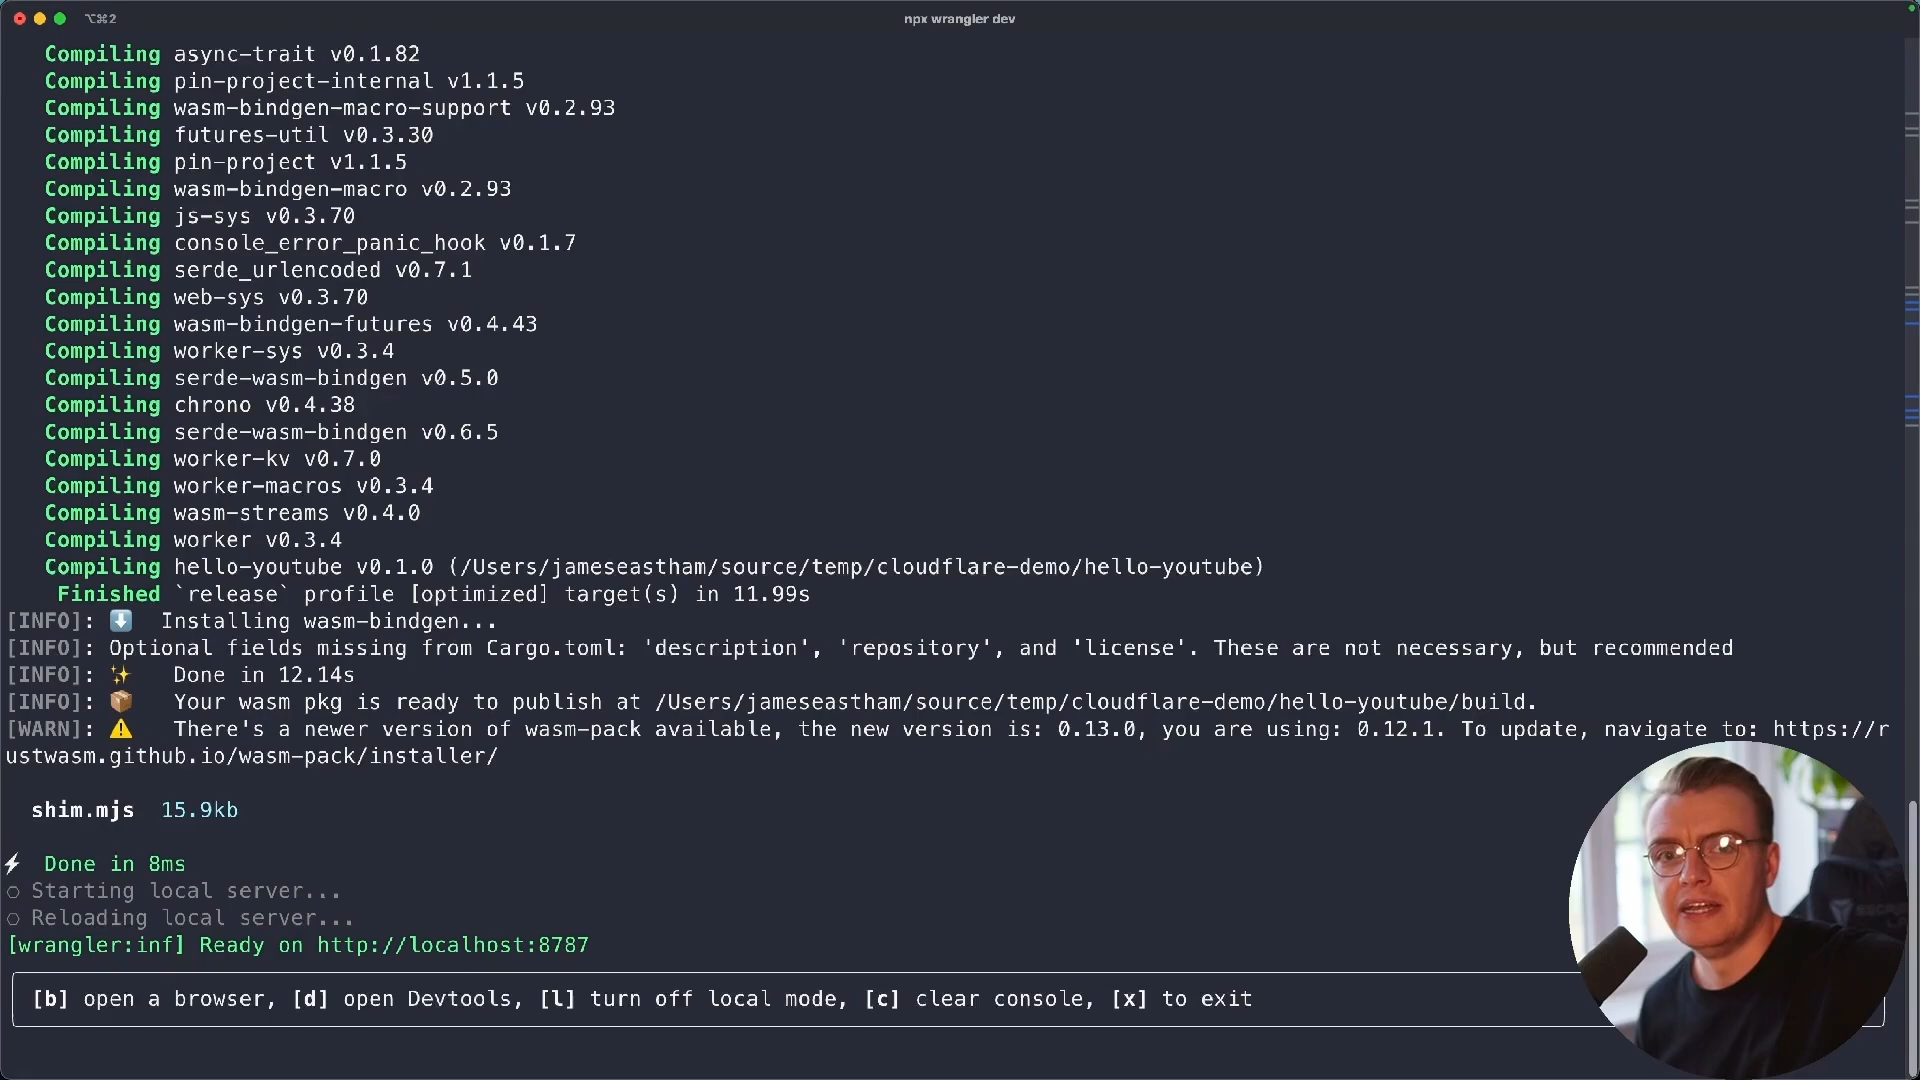 ⌥⌘2
npx wrangler dev
Compiling async-trait v0.1.82
Compiling pin-project-internal v1.1.5
Compiling wasm-bindgen-macro-support v0.2.93
Compiling futures-util v0.3.30
Compiling pin-project v1.1.5
Compiling wasm-bindgen-macro v0.2.93
Compiling js-sys v0.3.70
Compiling console_error_panic_hook v0.1.7
Compiling serde_urlencoded v0.7.1
Compiling web-sys v0.3.70
Compiling wasm-bindgen-futures v0.4.43
Compiling worker-sys v0.3.4
Compiling serde-wasm-bindgen v0.5.0
Compiling chrono v0.4.38
Compiling serde-wasm-bindgen v0.6.5
Compiling worker-kv v0.7.0
Compiling worker-macros v0.3.4
Compiling wasm-streams v0.4.0
Compiling worker v0.3.4
Compiling hello-youtube v0.1.0 (/Users/jameseastham/source/temp/cloudflare-demo/hello-youtube)
Finished `release` profile [optimized] target(s) in 11.99s
[INFO]: ⬇️ Installing wasm-bindgen...
[INFO]: Optional fields missing from Cargo.toml: 'description', 'repository', and 'license'. These are not necessary, but recommended
[INFO]: ✨ Done in 12.14s
[INFO]: 📦 Your wasm pkg is ready to publish at /Users/jameseastham/source/temp/cloudflare-demo/hello-youtube/build.
[WARN]: ⚠️ There's a newer version of wasm-pack available, the new version is: 0.13.0, you are using: 0.12.1. To update, navigate to: https://r
ustwasm.github.io/wasm-pack/installer/
shim.mjs 15.9kb
⚡ Done in 8ms
Starting local server...
Reloading local server...
[wrangler:inf] Ready on http://localhost:8787
[b] open a browser, [d] open Devtools, [l] turn off local mode, [c] clear console, [x] to exit